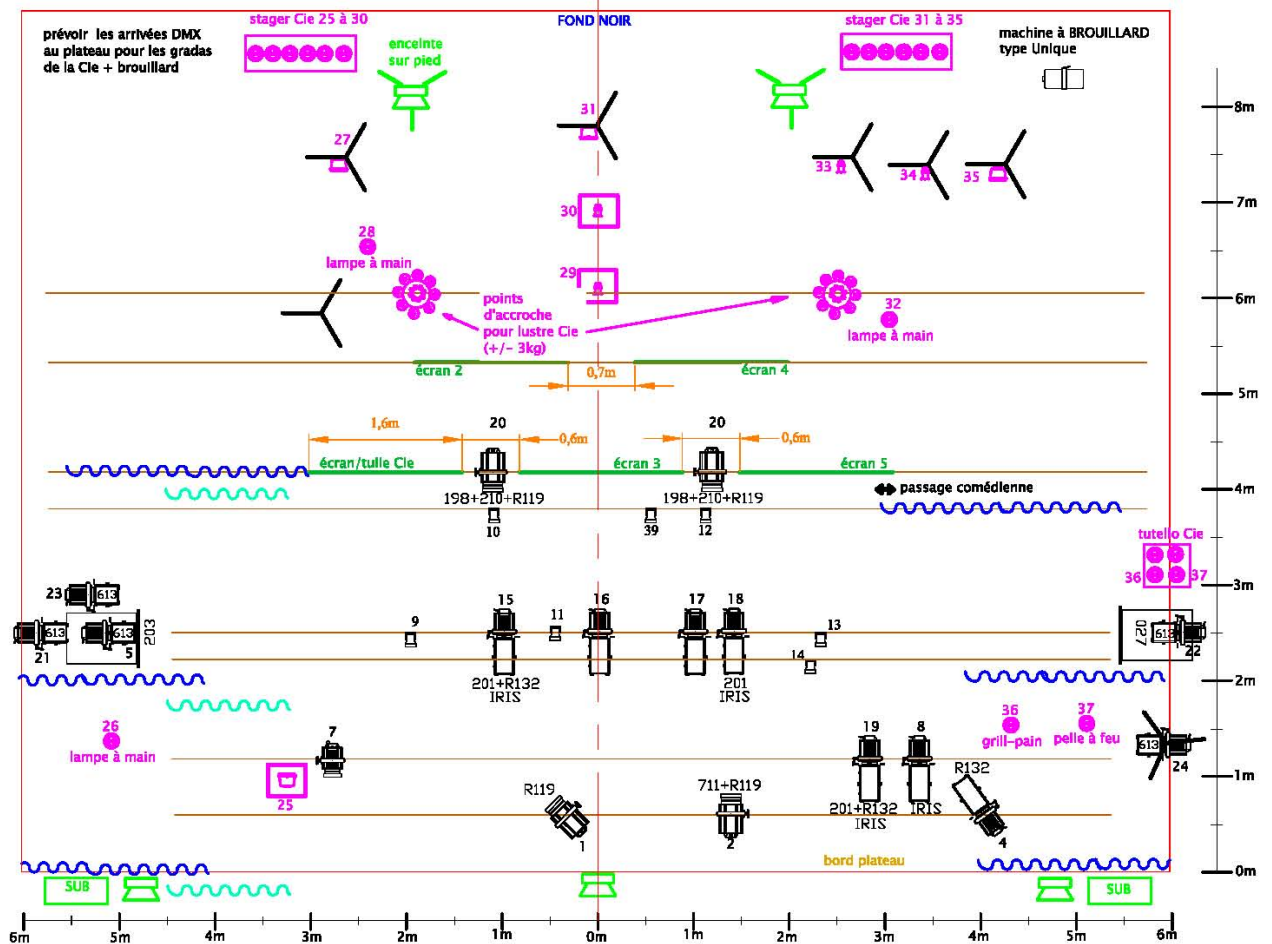 stager Cie 25 à 30
FOND NOIR
stager Cie 31 à 35
prévoir les arrivées DMX
au plateau pour les gradas
de la Cie + brouillard
enceinte
sur pied
machine à BROUILLARD
type Unique
8m
31
27
33
34
35
7m
30
28
lampe à main
29
points
d'accroche
pour lustre Cie
(+/- 3kg)
6m
32
lampe à main
écran 2
0,7m
écran 4
5m
1,6m
20
0,6m
20
0,6m
écran/tulle Cie
écran 3
écran 5
198+210+R119
198+210+R119
passage comédienne
4m
10
39
12
tutello Cie
36
37
3m
23
613
15
16
17
18
9
11
13
613
613
203
027
613
21
5
14
22
2m
201+R132
IRIS
201
IRIS
26
lampe à main
7
19
8
36
grill-pain
37
pelle à feu
613
24
25
R119
711+R119
R132
1m
201+R132
IRIS
IRIS
1
2
4
bord plateau
0m
SUB
SUB
6m
5m
4m
3m
2m
1m
0m
1m
2m
3m
4m
5m
6m